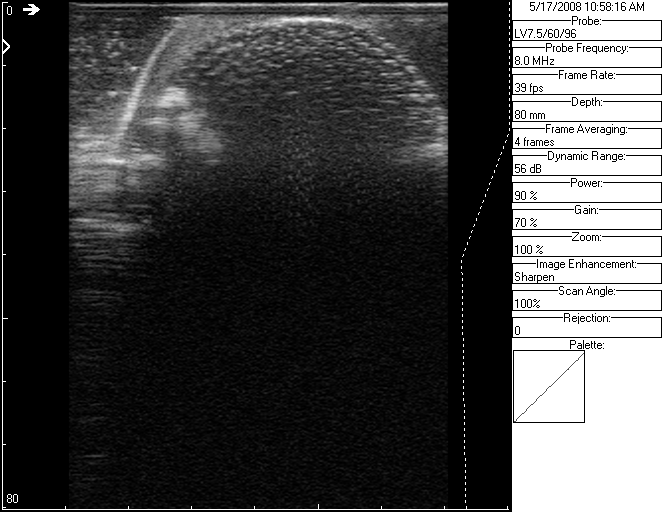 0
80
5/17/2008 10:58:16 AM
Probe:
LV7.5/60/96
Probe Frequency:
8.0 MHz
Frame Rate:
39 fps
Depth:
80 mm
Frame Averaging:
4 frames
Dynamic Range:
56 dB
Power:
90 %
Gain:
70 %
Zoom:
100 %
Image Enhancement:
Sharpen
Scan Angle:
100%
Rejection:
0
Palette: